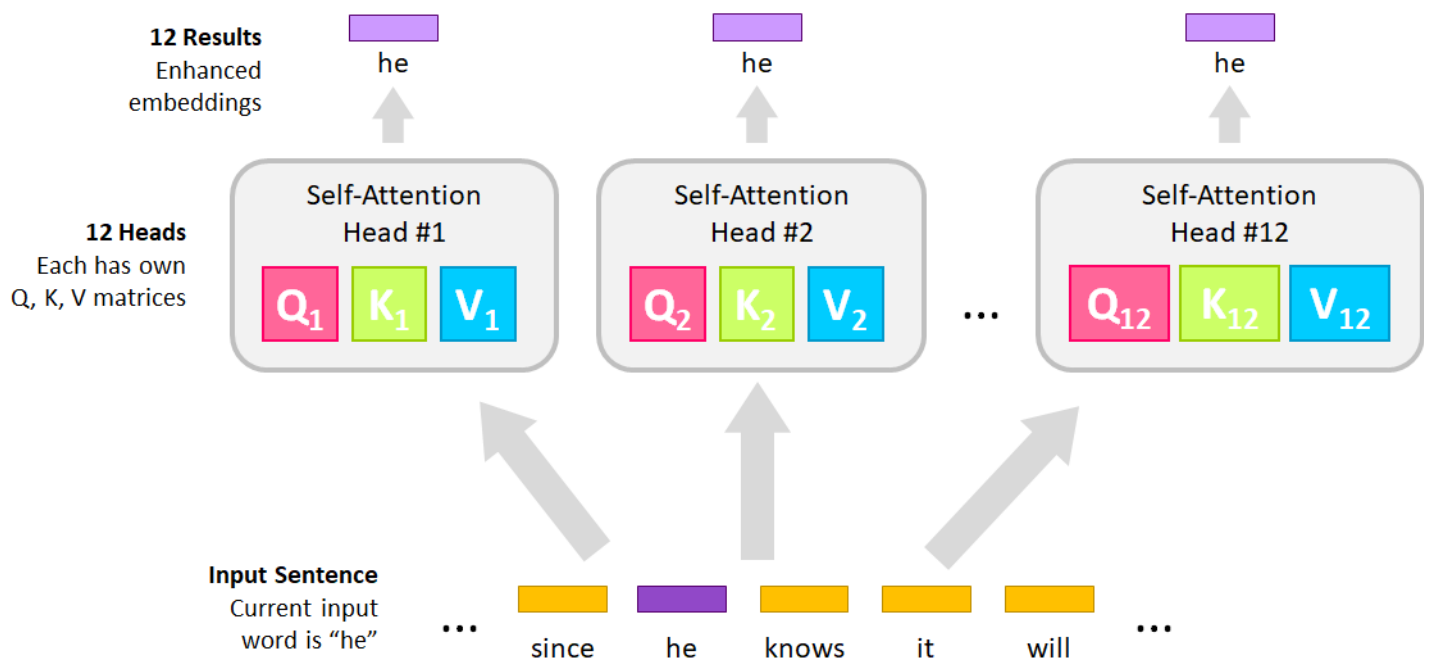 12 Results
Enhanced
embeddings
he
he
he
12 Heads
Each has own
Q, K, V matrices
Self-Attention
Head #1
Q1 K1 V1
Self-Attention
Head #2
Q2 K2 V2
...
Self-Attention
Head #12
Q12 K12 V12
Input Sentence
Current input
word is “he”
... since he knows it will ...